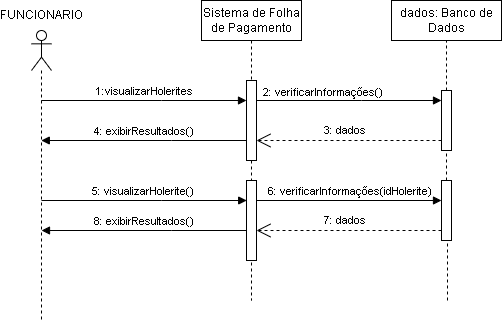 FUNCIONARIO
Sistema de Folha
de Pagamento
dados: Banco de
Dados
1:visualizarHolerites
2: verificarInformações()
3: dados
4: exibirResultados()
5: visualizarHolerite()
6: verificarInformações(idHolerite)
7: dados
8: exibirResultados()